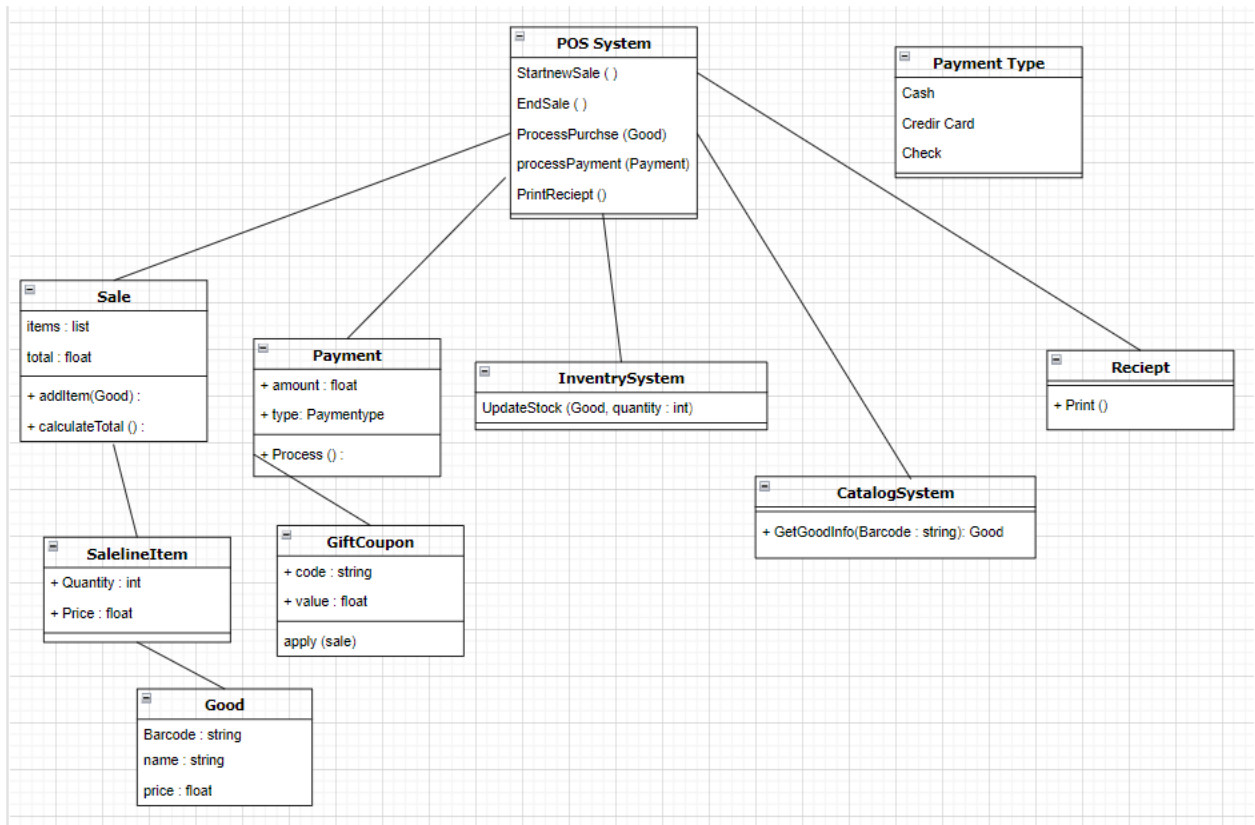 POS System
StartnewSale ( )
EndSale ( )
ProcessPurchse (Good)
processPayment (Payment)
PrintReciept ()
Payment Type
Cash
Credir Card
Check
Sale
items : list
total : float
+ addItem(Good) :
+ calculateTotal () :
Payment
+ amount : float
+ type: Paymentype
+ Process () :
InventrySystem
UpdateStock (Good, quantity : int)
Reciept
+ Print ()
CatalogSystem
+ GetGoodInfo(Barcode : string): Good
SalelineItem
+ Quantity : int
+ Price : float
GiftCoupon
+ code : string
+ value : float
apply (sale)
Good
Barcode : string
name : string
price : float